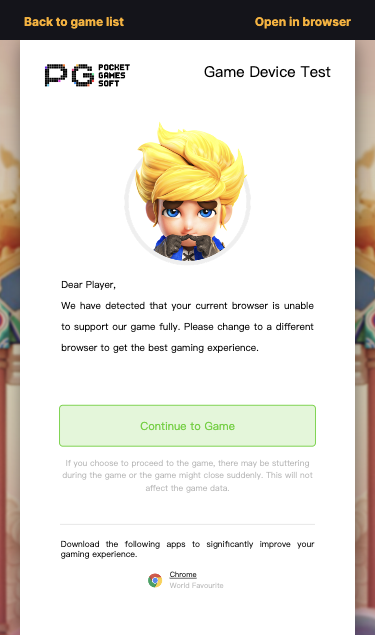 Back to game list Open in browser
PG POCKET GAMES SOFT
Game Device Test
Dear Player,
We have detected that your current browser is unable
to support our game fully. Please change to a different
browser to get the best gaming experience.
Continue to Game
If you choose to proceed to the game, there may be stuttering
during the game or the game might close suddenly. This will not
affect the game data.
Download the following apps to significantly improve your
gaming experience.
Chrome
World Favourite